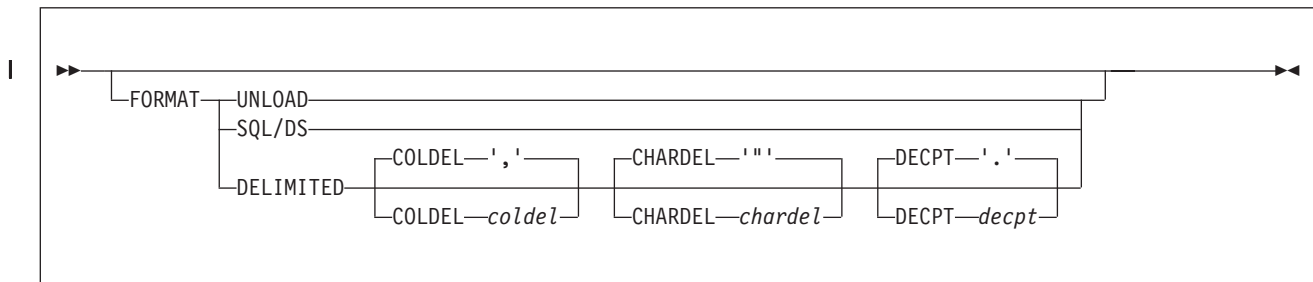 FORMAT UNLOAD
SQL/DS
COLDEL ',' CHARDEL '"' DECPT '.'
DELIMITED
COLDEL coldel CHARDEL chardel DECPT decpt